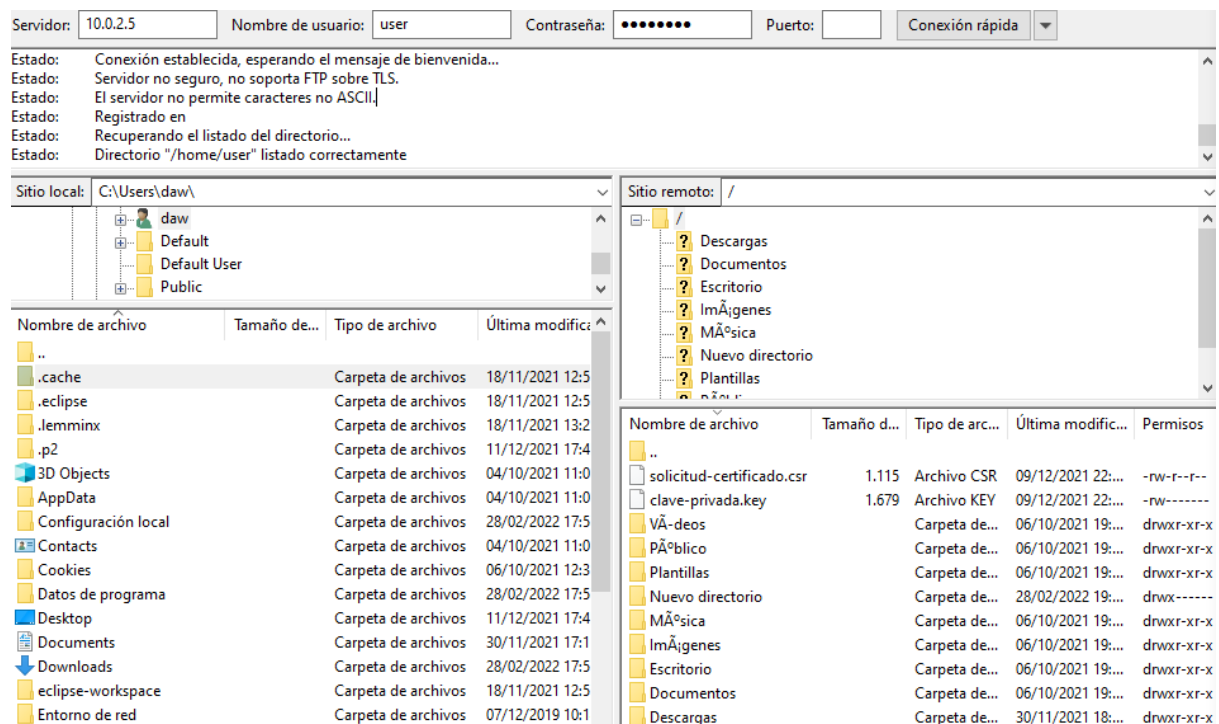 Servidor: 10.0.2.5 Nombre de usuario: user Contraseña: ●●●●●●●● Puerto: Conexión rápida
Estado: Conexión establecida, esperando el mensaje de bienvenida...
Estado: Servidor no seguro, no soporta FTP sobre TLS.
Estado: El servidor no permite caracteres no ASCII.
Estado: Registrado en
Estado: Recuperando el listado del directorio...
Estado: Directorio "/home/user" listado correctamente
Sitio local: C:\Users\daw\
daw
Default
Default User
Public
Nombre de archivo Tamaño de... Tipo de archivo Última modifica
..
.cache Carpeta de archivos 18/11/2021 12:5
.eclipse Carpeta de archivos 18/11/2021 12:5
.lemminx Carpeta de archivos 18/11/2021 13:2
.p2 Carpeta de archivos 11/12/2021 17:4
3D Objects Carpeta de archivos 04/10/2021 11:0
AppData Carpeta de archivos 04/10/2021 11:0
Configuración local Carpeta de archivos 28/02/2022 17:5
Contacts Carpeta de archivos 04/10/2021 11:0
Cookies Carpeta de archivos 06/10/2021 12:3
Datos de programa Carpeta de archivos 28/02/2022 17:5
Desktop Carpeta de archivos 11/12/2021 17:4
Documents Carpeta de archivos 30/11/2021 17:1
Downloads Carpeta de archivos 28/02/2022 17:5
eclipse-workspace Carpeta de archivos 18/11/2021 12:5
Entorno de red Carpeta de archivos 07/12/2019 10:1
Sitio remoto: /
/
? Descargas
? Documentos
? Escritorio
? ImÃ¡genes
? MÃºsica
? Nuevo directorio
? Plantillas
Nombre de archivo Tamaño d... Tipo de arc... Última modific... Permisos
..
solicitud-certificado.csr 1.115 Archivo CSR 09/12/2021 22:... -rw-r--r--
clave-privada.key 1.679 Archivo KEY 09/12/2021 22:... -rw-------
VÃ-deos Carpeta de... 06/10/2021 19:... drwxr-xr-x
PÃºblico Carpeta de... 06/10/2021 19:... drwxr-xr-x
Plantillas Carpeta de... 06/10/2021 19:... drwxr-xr-x
Nuevo directorio Carpeta de... 28/02/2022 19:... drwx------
MÃºsica Carpeta de... 06/10/2021 19:... drwxr-xr-x
ImÃ¡genes Carpeta de... 06/10/2021 19:... drwxr-xr-x
Escritorio Carpeta de... 06/10/2021 19:... drwxr-xr-x
Documentos Carpeta de... 06/10/2021 19:... drwxr-xr-x
Descargas Carpeta de... 30/11/2021 18:... drwxr-xr-x